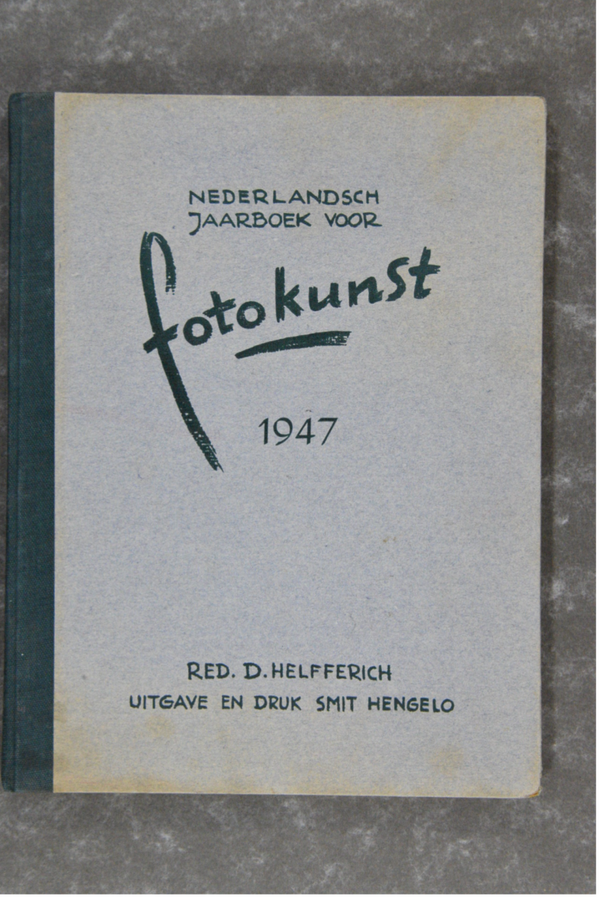 NEDERLANDSCH
JAARBOEK VOOR
fotokunst
1947
RED. D. HELFFERICH
UITGAVE EN DRUK SMIT HENGELO